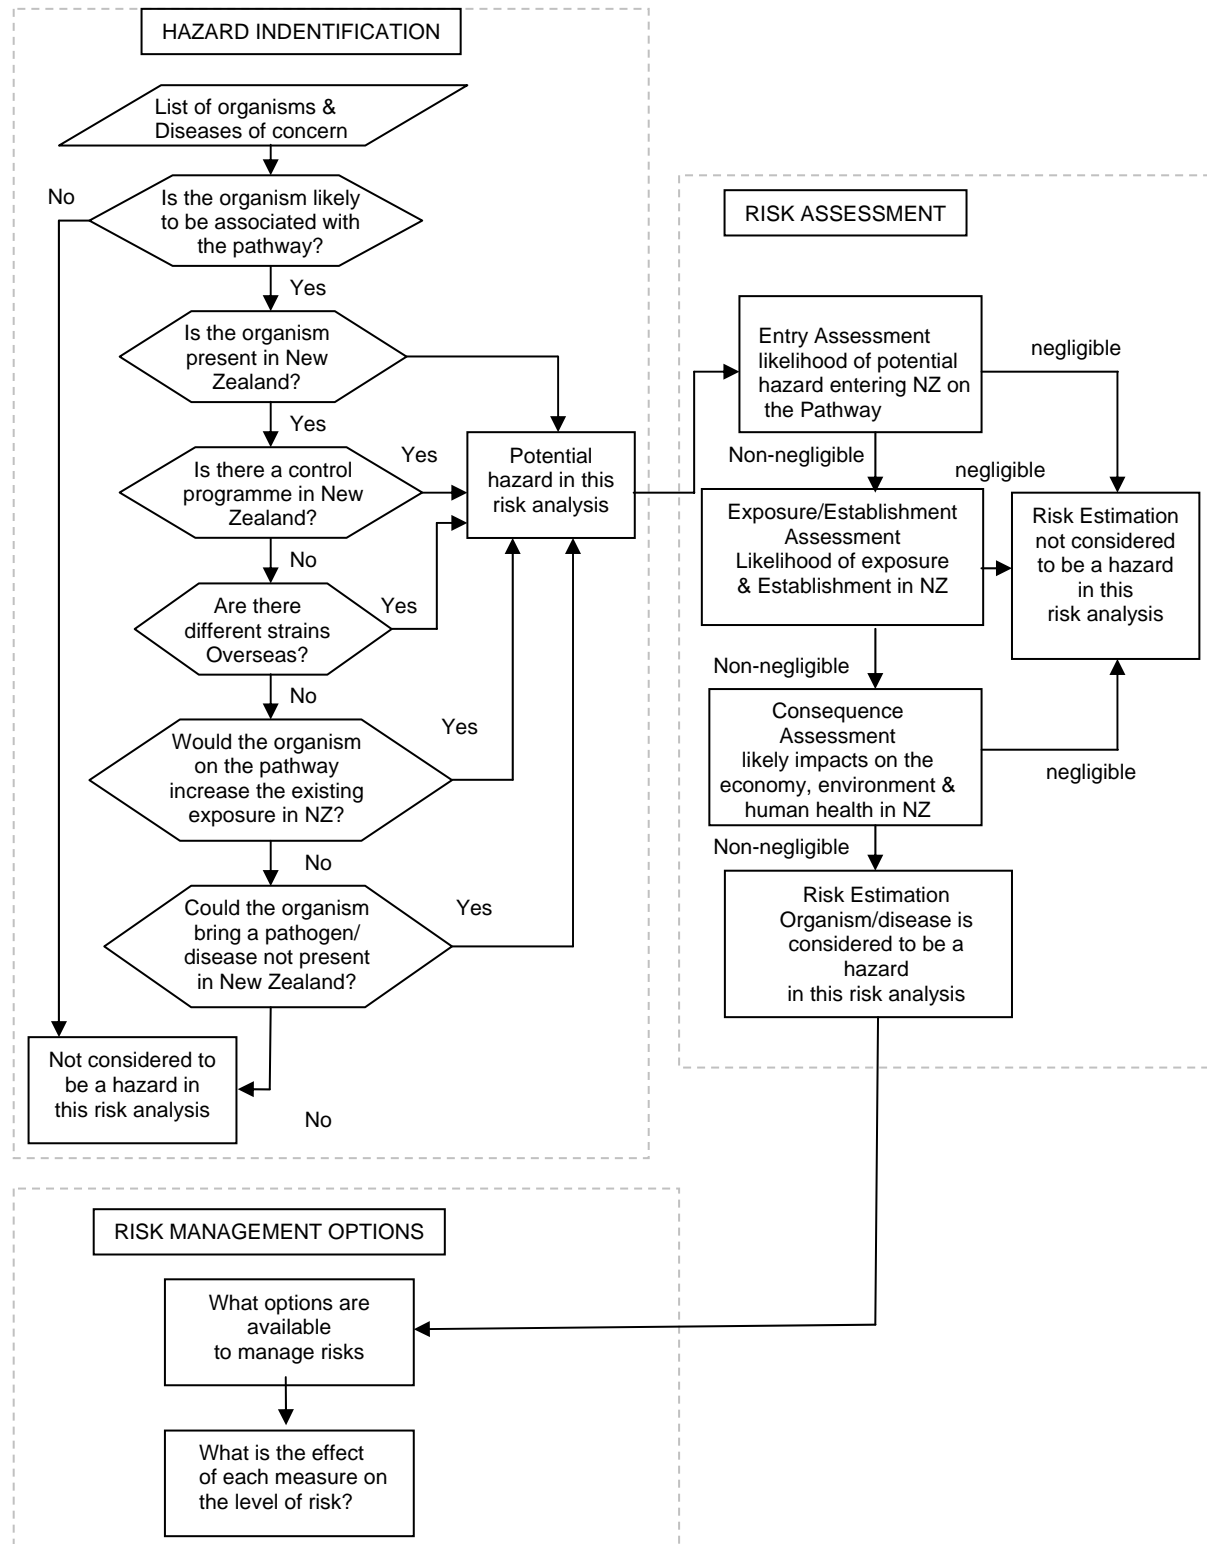 HAZARD INDENTIFICATION
List of organisms &
Diseases of concern
No
Is the organism likely
to be associated with
the pathway?
Yes
Is the organism
present in New
Zealand?
Yes
Is there a control
programme in New
Zealand?
Yes
Potential
hazard in this
risk analysis
No
Are there
different strains
Overseas?
Yes
No
Would the organism
on the pathway
increase the existing
exposure in NZ?
Yes
No
Could the organism
bring a pathogen/
disease not present
in New Zealand?
Yes
Not considered to
be a hazard in
this risk analysis
No
RISK ASSESSMENT
Entry Assessment
likelihood of potential
hazard entering NZ on
the Pathway
negligible
Non-negligible
negligible
Exposure/Establishment
Assessment
Likelihood of exposure
& Establishment in NZ
Risk Estimation
not considered
to be a hazard
in this
risk analysis
Non-negligible
Consequence
Assessment
likely impacts on the
economy, environment &
human health in NZ
negligible
Non-negligible
Risk Estimation
Organism/disease is
considered to be a
hazard
in this risk analysis
RISK MANAGEMENT OPTIONS
What options are
available
to manage risks
What is the effect
of each measure on
the level of risk?